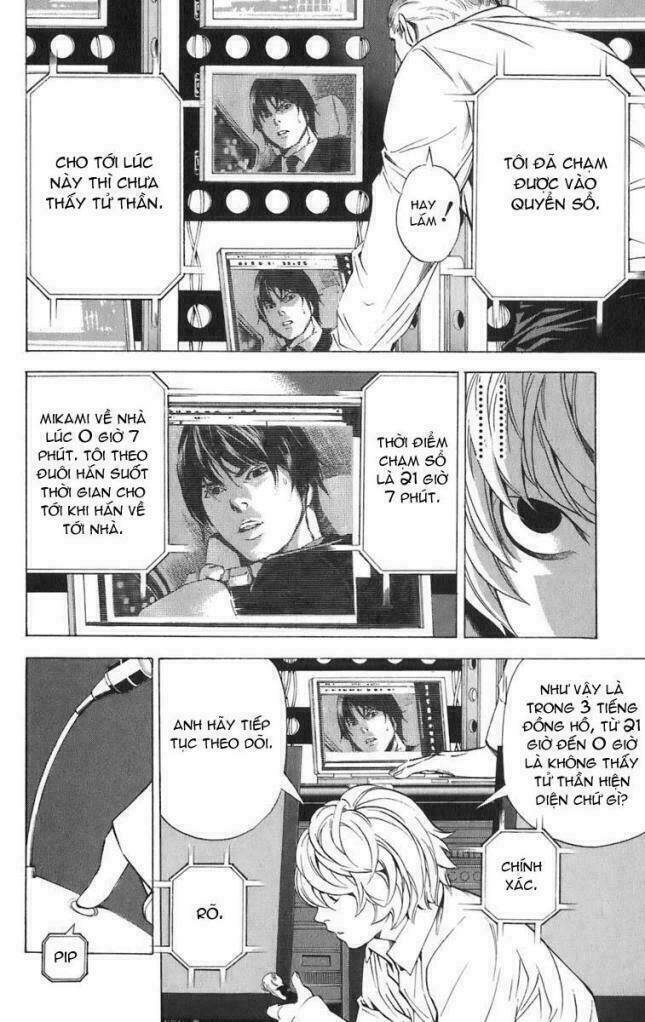 TÔI ĐÃ CHẠM
ĐƯỢC VÀO
QUYỂN SỔ.
HAY
LẮM!
CHO TỚI LÚC
NÀY THÌ CHƯA
THẤY TỬ THẦN.
THỜI ĐIỂM
CHẠM SỔ
LÀ 21 GIỜ
7 PHÚT.
MIKAMI VỀ NHÀ
LÚC 0 GIỜ 7
PHÚT. TÔI THEO
ĐUÔI HẮN SUỐT
THỜI GIAN CHO
TỚI KHI HẮN VỀ
TỚI NHÀ.
NHƯ VẬY LÀ
TRONG 3 TIẾNG
ĐỒNG HỒ, TỪ 21
GIỜ ĐẾN 0 GIỜ
LÀ KHÔNG THẤY
TỬ THẦN HIỆN
DIỆN CHỨ GÌ?
CHÍNH
XÁC.
ANH HÃY TIẾP
TỤC THEO DÕI.
RÕ.
PIP